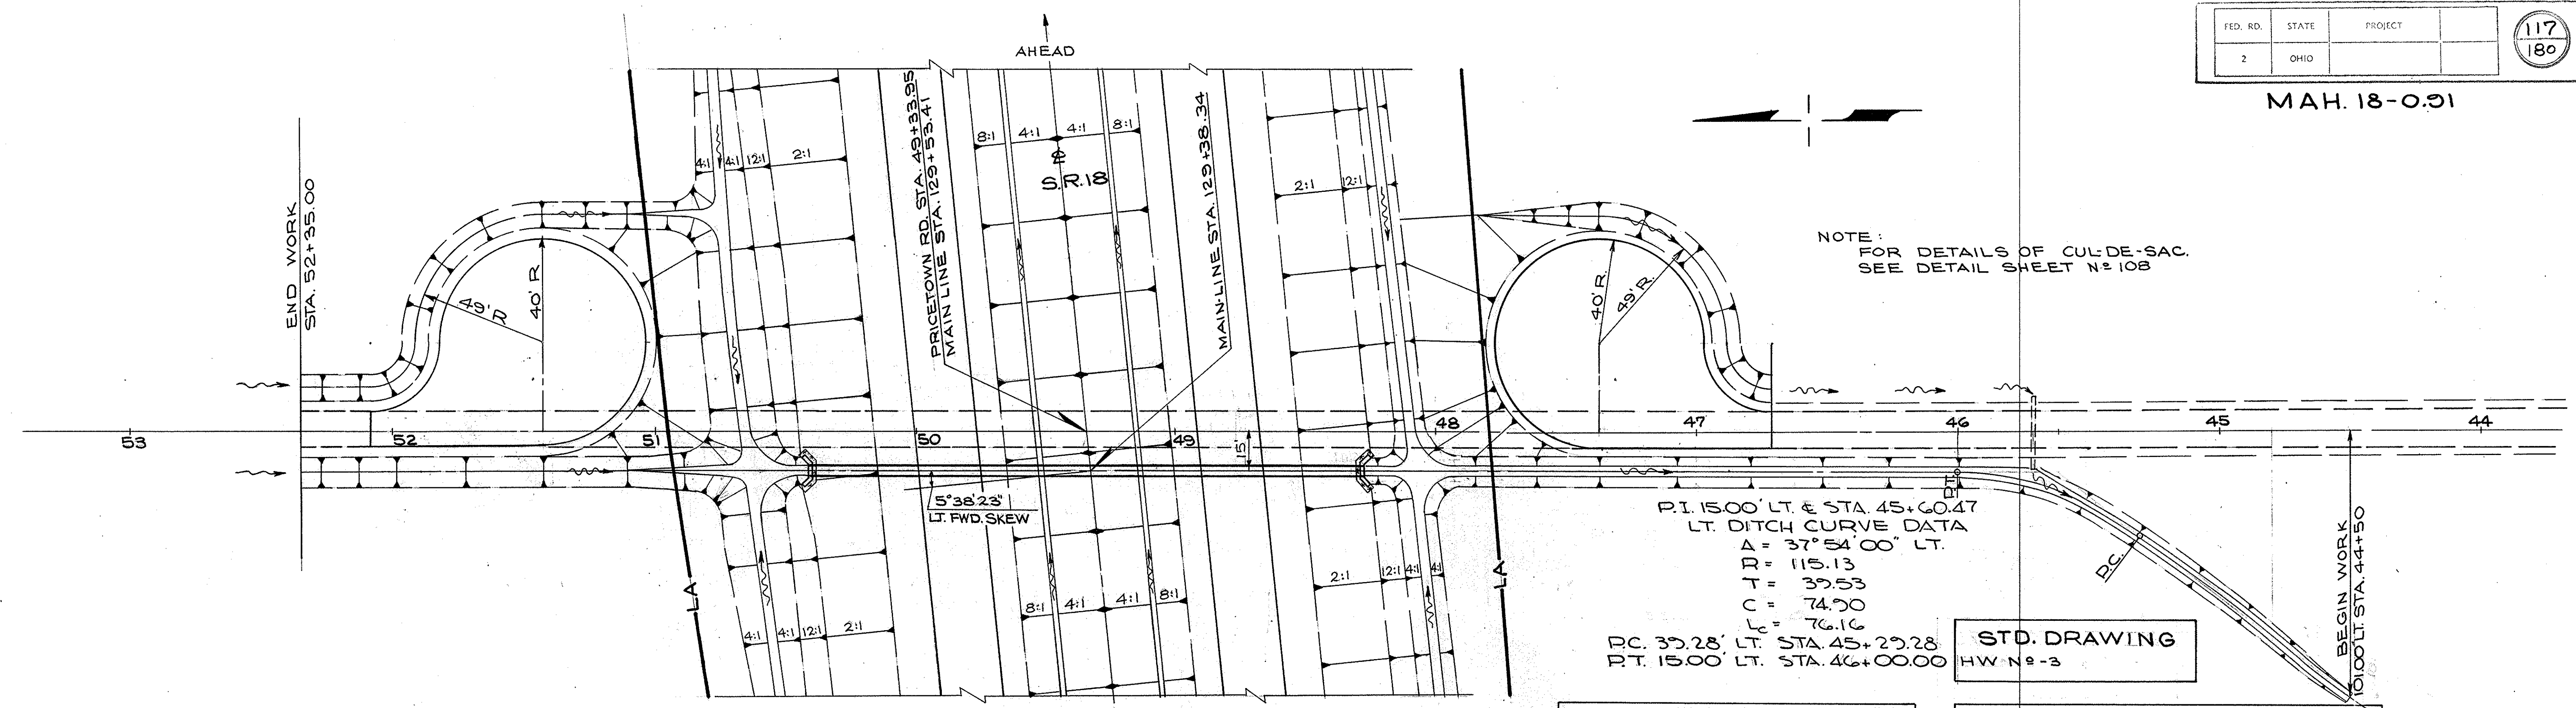 FED. RD. STATE PROJECT
2 OHIO
117
180
MAH. 18-0.91
AHEAD
END WORK
STA. 52+35.00
PRICETOWN RD. STA. 49+33.95
MAIN LINE STA. 129+53.41
MAIN-LINE STA. 129+38.34
8:1 4:1 4:1 8:1
℄
S.R.18
4:1 4:1 12:1 2:1
2:1 12:1
49' R
40' R
40' R.
49' R.
NOTE:
FOR DETAILS OF CUL-DE-SAC.
SEE DETAIL SHEET Nº 108
53 52 51 50 49 48 47 46 45 44
15'
5°38'23"
LT. FWD. SKEW
LA
LA
4:1 4:1 12:1 2:1
8:1 4:1 4:1 8:1
2:1 12:1 4:1 4:1
P.T.
P.C.
P.I. 15.00' LT. ℄ STA. 45+60.47
LT. DITCH CURVE DATA
Δ = 37°54'00" LT.
R = 115.13
T = 39.53
C = 74.90
Lc = 76.16
P.C. 39.28' LT. STA. 45+29.28
P.T. 15.00' LT. STA. 46+00.00
STD. DRAWING
HW Nº-3
BEGIN WORK
101.00' LT. STA. 44+50